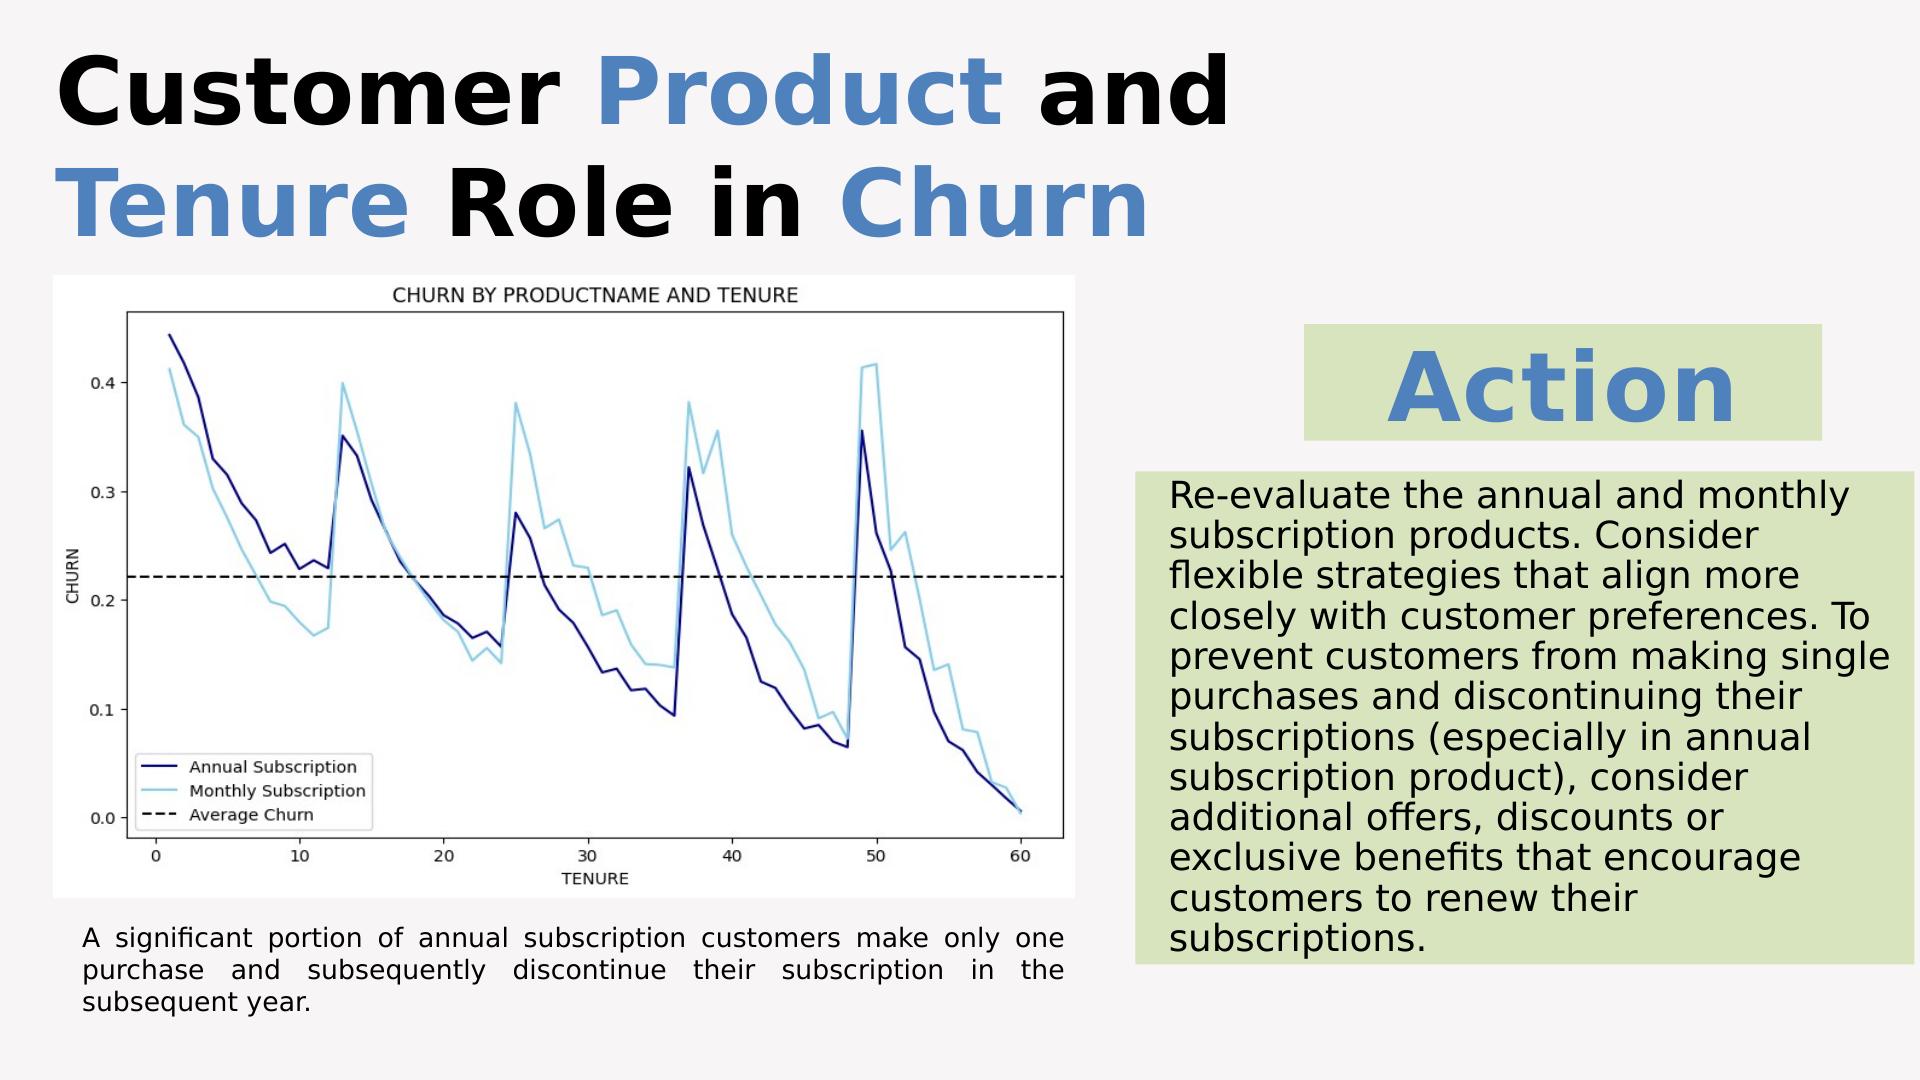 Customer Product and
Tenure Role in Churn
CHURN BY PRODUCTNAME AND TENURE
CHURN
0.4
0.3
0.2
0.1
0.0
Annual Subscription
Monthly Subscription
Average Churn
0 10 20 30 40 50 60
TENURE
A significant portion of annual subscription customers make only one
purchase and subsequently discontinue their subscription in the
subsequent year.
Action
Re-evaluate the annual and monthly
subscription products. Consider
flexible strategies that align more
closely with customer preferences. To
prevent customers from making single
purchases and discontinuing their
subscriptions (especially in annual
subscription product), consider
additional offers, discounts or
exclusive benefits that encourage
customers to renew their
subscriptions.